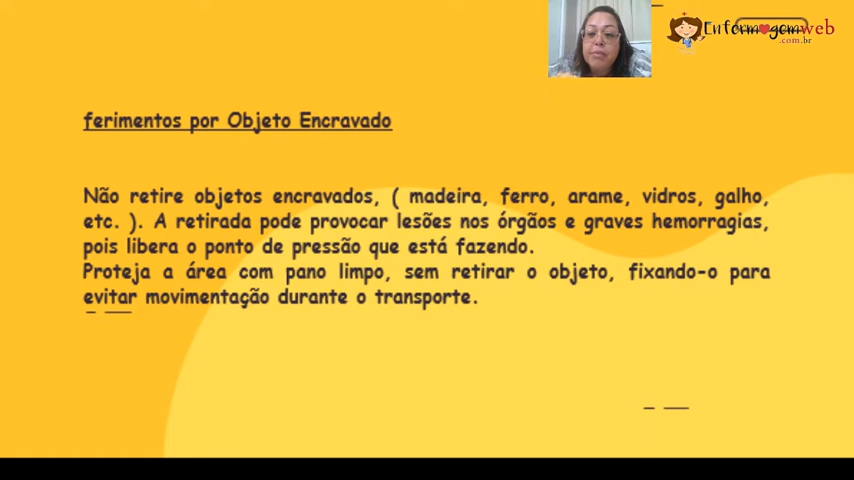 Enfermagemweb
.com.br
ferimentos por Objeto Encravado
Não retire objetos encravados, ( madeira, ferro, arame, vidros, galho,
etc. ). A retirada pode provocar lesões nos órgãos e graves hemorragias,
pois libera o ponto de pressão que está fazendo.
Proteja a área com pano limpo, sem retirar o objeto, fixando-o para
evitar movimentação durante o transporte.